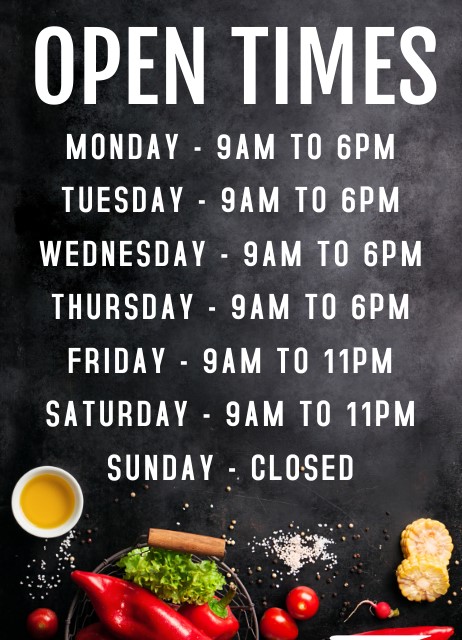 OPEN TIMES
MONDAY - 9AM TO 6PM
TUESDAY - 9AM TO 6PM
WEDNESDAY - 9AM TO 6PM
THURSDAY - 9AM TO 6PM
FRIDAY - 9AM TO 11PM
SATURDAY - 9AM TO 11PM
SUNDAY - CLOSED